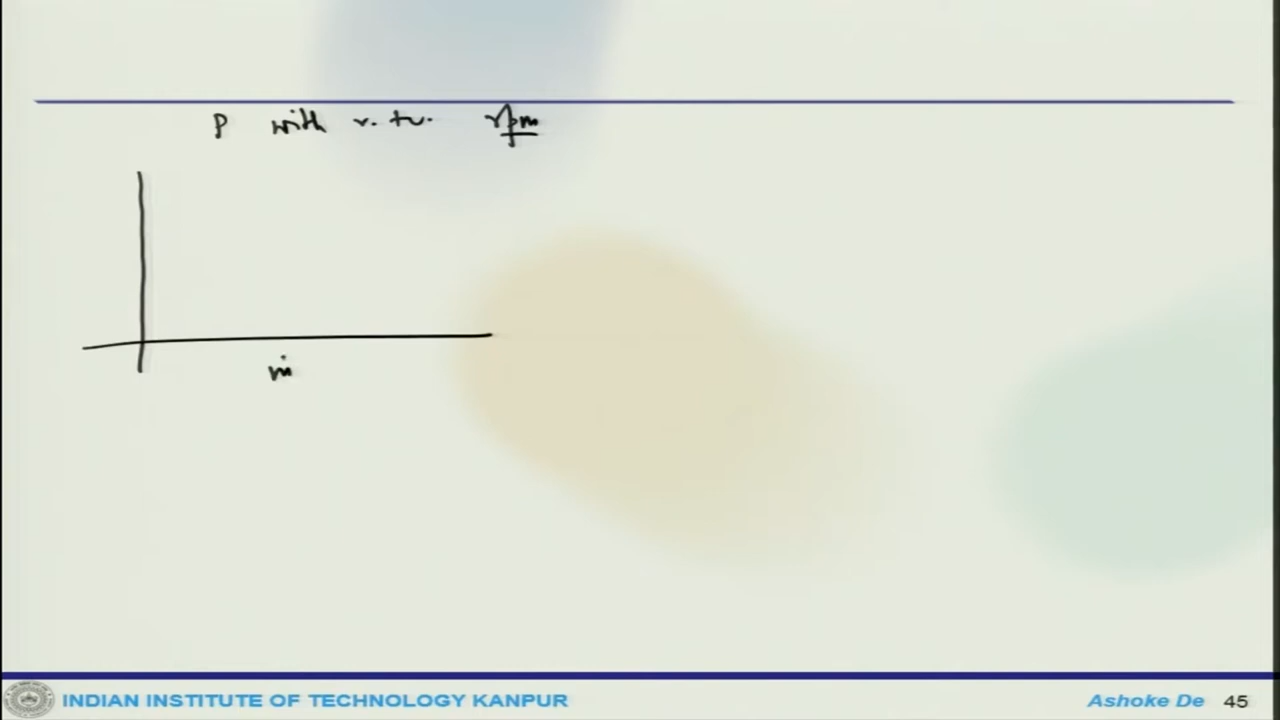 P with r. to. rpm
ṁ
INDIAN INSTITUTE OF TECHNOLOGY KANPUR
Ashoke De 45